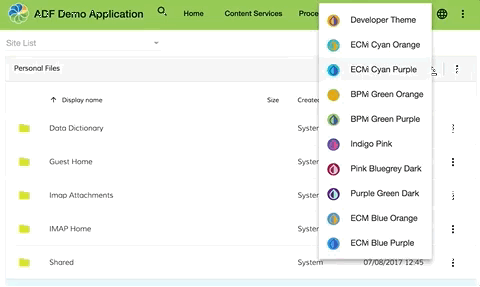 ADF Demo Application
Home
Content Services
Proce
Site List
Personal Files
Display name
Size
Created
Data Dictionary
System
Guest Home
System
Imap Attachments
System
IMAP Home
System
Shared
System
07/08/2017 12:45
Developer Theme
ECM Cyan Orange
ECM Cyan Purple
BPM Green Orange
BPM Green Purple
Indigo Pink
Pink Bluegrey Dark
Purple Green Dark
ECM Blue Orange
ECM Blue Purple